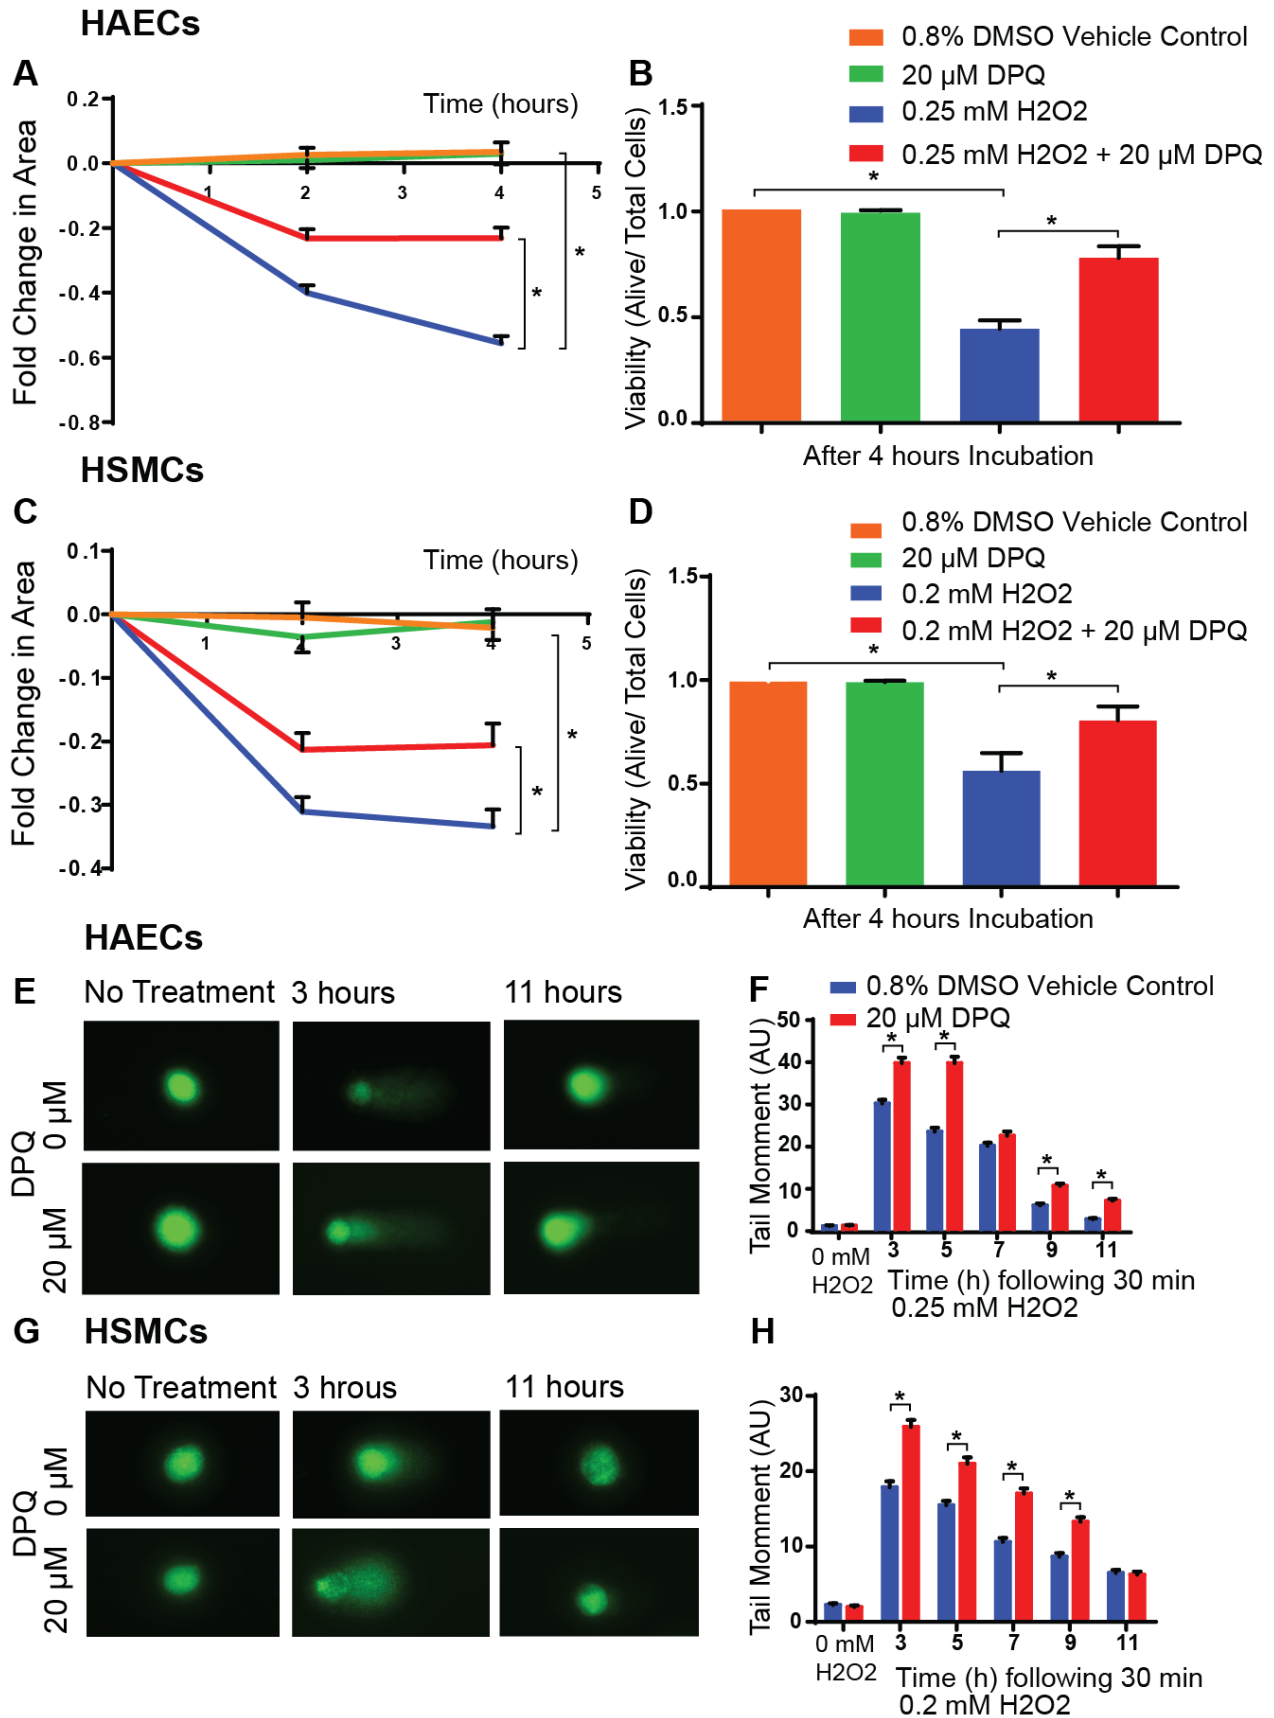 HAECs
A
0.2
0.0
-0.2
-0.4
-0.6
-0.8
Fold Change in Area
Time (hours)
1
2
3
4
5
*
*
B
0.8% DMSO Vehicle Control
20 µM DPQ
0.25 mM H2O2
0.25 mM H2O2 + 20 µM DPQ
1.5
1.0
0.5
0.0
Viability (Alive/ Total Cells)
*
*
After 4 hours Incubation
HSMCs
C
0.1
0.0
-0.1
-0.2
-0.3
-0.4
Fold Change in Area
Time (hours)
1
3
4
5
*
*
D
0.8% DMSO Vehicle Control
20 µM DPQ
0.2 mM H2O2
0.2 mM H2O2 + 20 µM DPQ
1.5
1.0
0.5
0.0
Viability (Alive/ Total Cells)
*
*
After 4 hours Incubation
HAECs
E
No Treatment
3 hours
11 hours
DPQ
0 µM
20 µM
F
0.8% DMSO Vehicle Control
20 µM DPQ
50
40
30
20
10
0
Tail Momment (AU)
*
*
*
*
0 mM
H2O2
3
5
7
9
11
Time (h) following 30 min
0.25 mM H2O2
G
HSMCs
No Treatment
3 hrous
11 hours
DPQ
0 µM
20 µM
H
30
20
10
0
Tail Momment (AU)
*
*
*
*
0 mM
H2O2
3
5
7
9
11
Time (h) following 30 min
0.2 mM H2O2